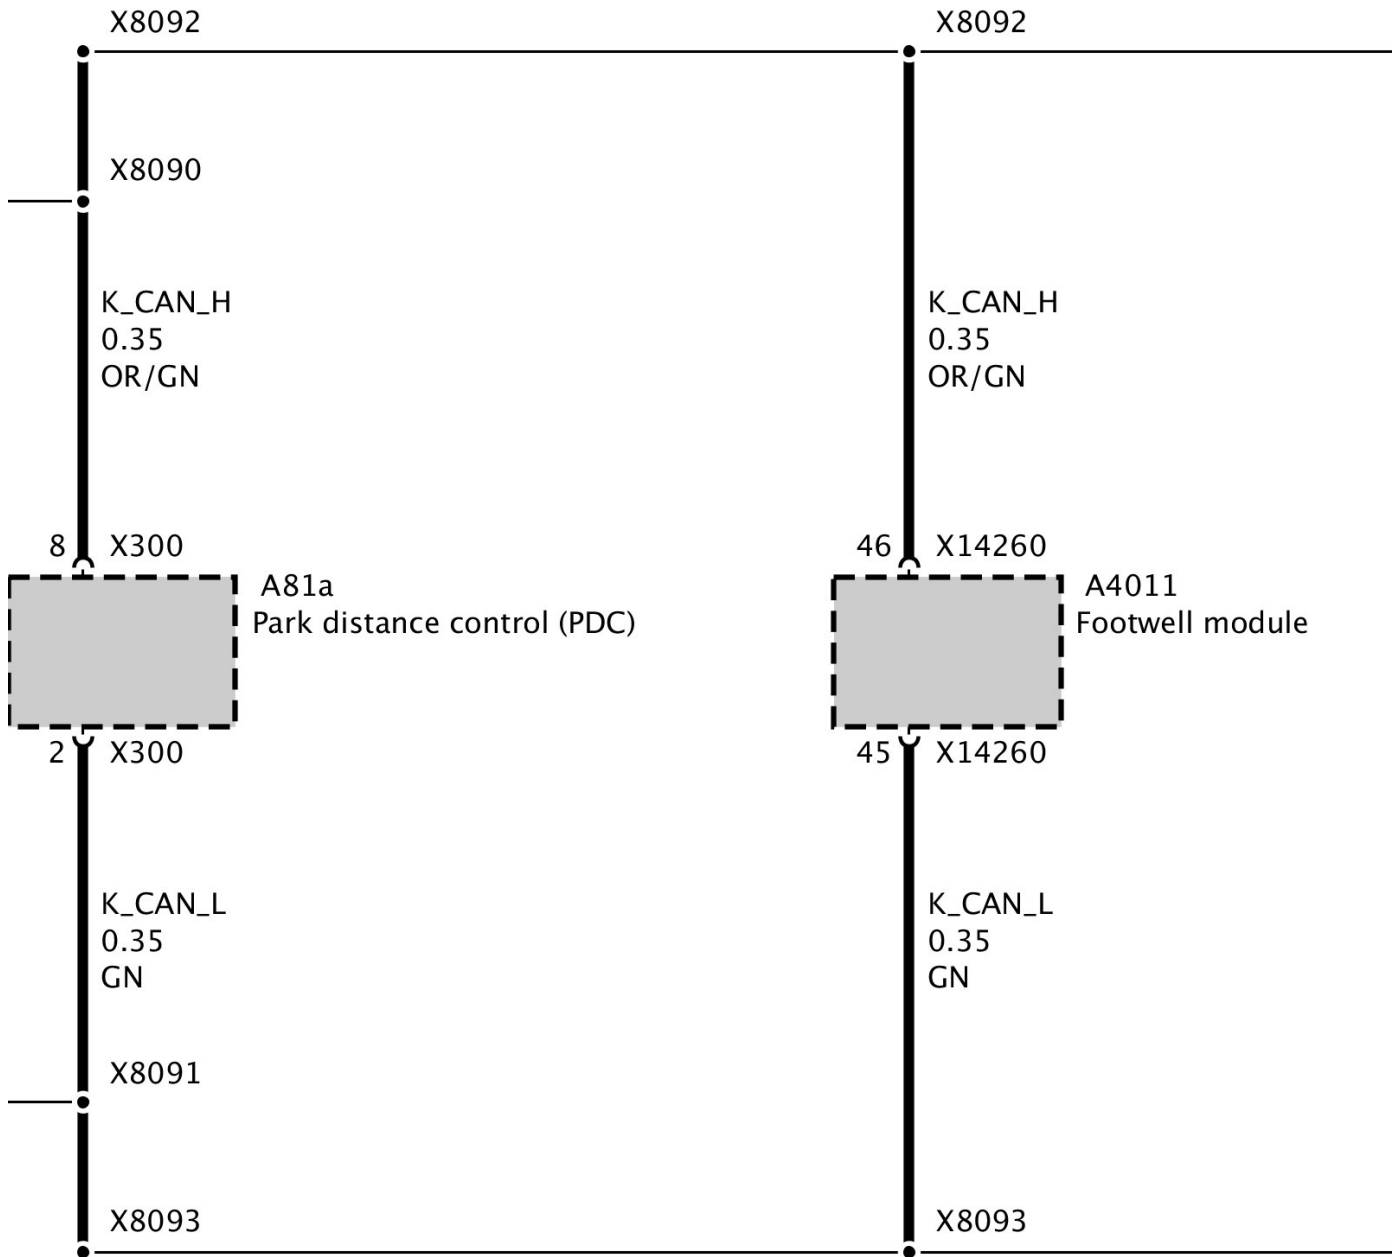 X8092
X8092
X8090
K_CAN_H
0.35
OR/GN
K_CAN_H
0.35
OR/GN
8 X300
46 X14260
A81a
Park distance control (PDC)
A4011
Footwell module
2 X300
45 X14260
K_CAN_L
0.35
GN
K_CAN_L
0.35
GN
X8091
X8093
X8093